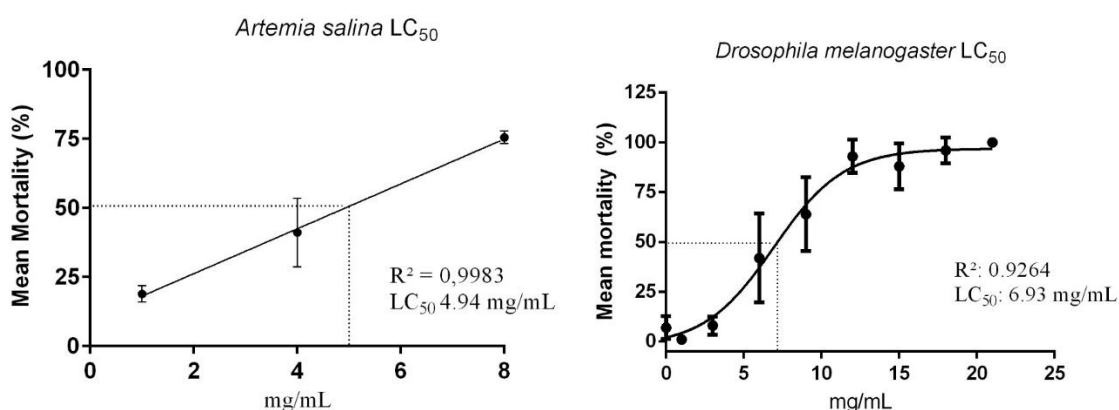 Artemia salina LC50
Mean Mortality (%)
100
75
50
25
0
0 2 4 6 8
mg/mL
R² = 0,9983
LC50 4.94 mg/mL
Drosophila melanogaster LC50
Mean mortality (%)
125
100
75
50
25
0
0 5 10 15 20 25
mg/mL
R²: 0.9264
LC50: 6.93 mg/mL